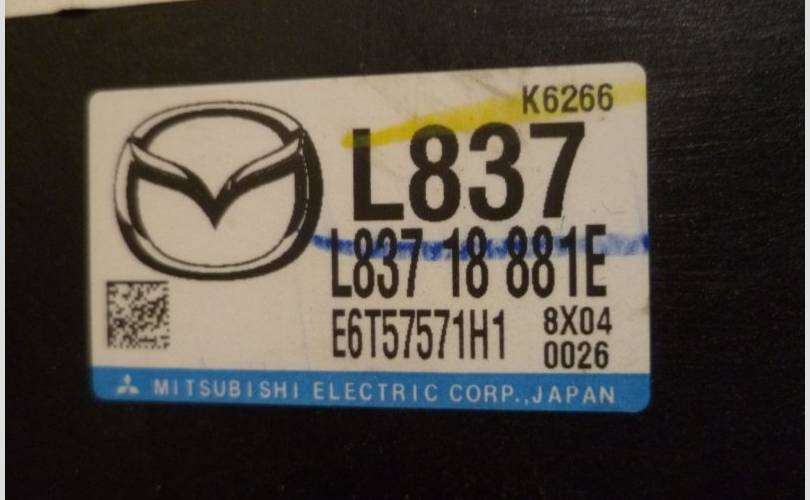 K6266
L837
L837 18 881E
E6T57571H1 8X04
0026
MITSUBISHI ELECTRIC CORP.,JAPAN